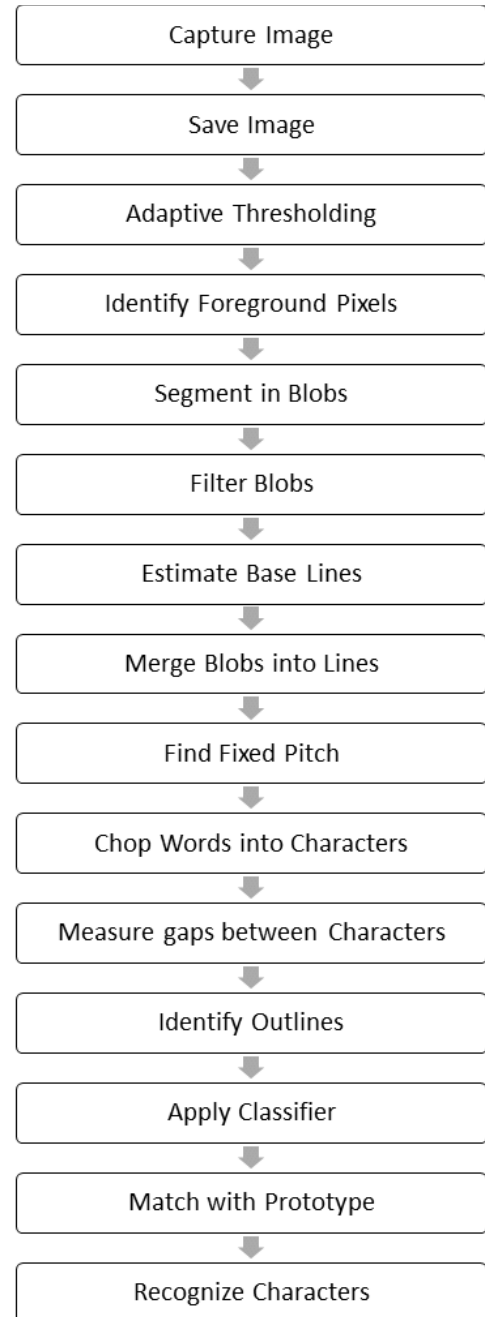 Capture Image
Save Image
Adaptive Thresholding
Identify Foreground Pixels
Segment in Blobs
Filter Blobs
Estimate Base Lines
Merge Blobs into Lines
Find Fixed Pitch
Chop Words into Characters
Measure gaps between Characters
Identify Outlines
Apply Classifier
Match with Prototype
Recognize Characters